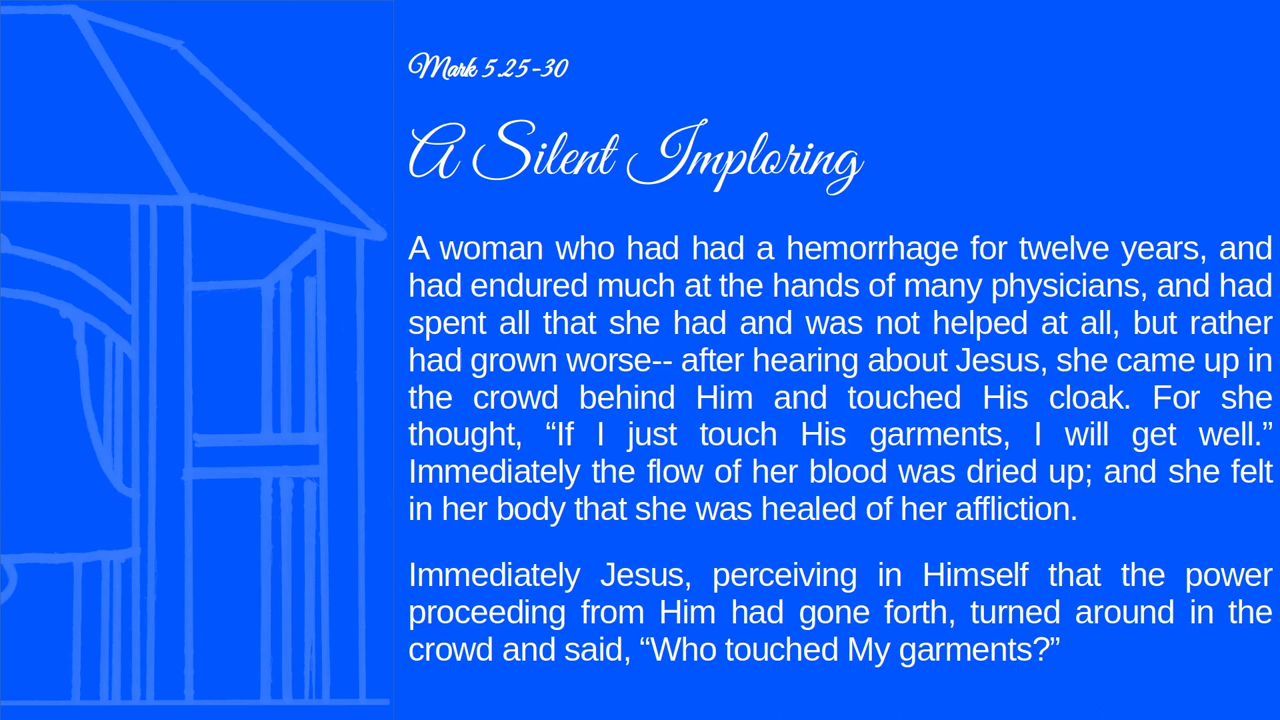 Mark 5.25-30
A Silent Imploring
A woman who had had a hemorrhage for twelve years, and
had endured much at the hands of many physicians, and had
spent all that she had and was not helped at all, but rather
had grown worse-- after hearing about Jesus, she came up in
the crowd behind Him and touched His cloak. For she
thought, “If I just touch His garments, I will get well.”
Immediately the flow of her blood was dried up; and she felt
in her body that she was healed of her affliction.
Immediately Jesus, perceiving in Himself that the power
proceeding from Him had gone forth, turned around in the
crowd and said, “Who touched My garments?”